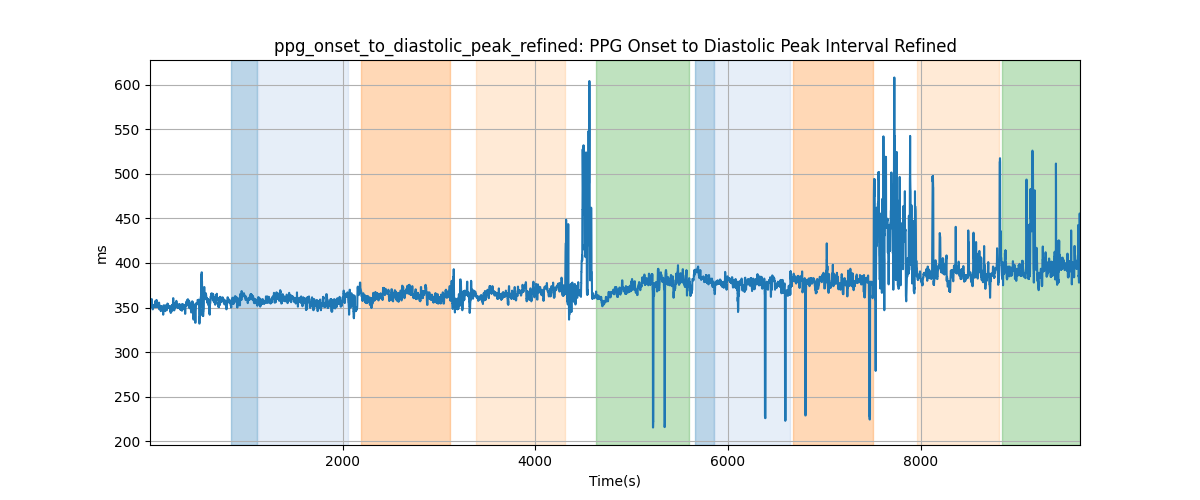 ppg_onset_to_diastolic_peak_refined: PPG Onset to Diastolic Peak Interval Refined
600
550
500
450
400
350
300
250
200
ms
2000 4000 6000 8000
Time(s)